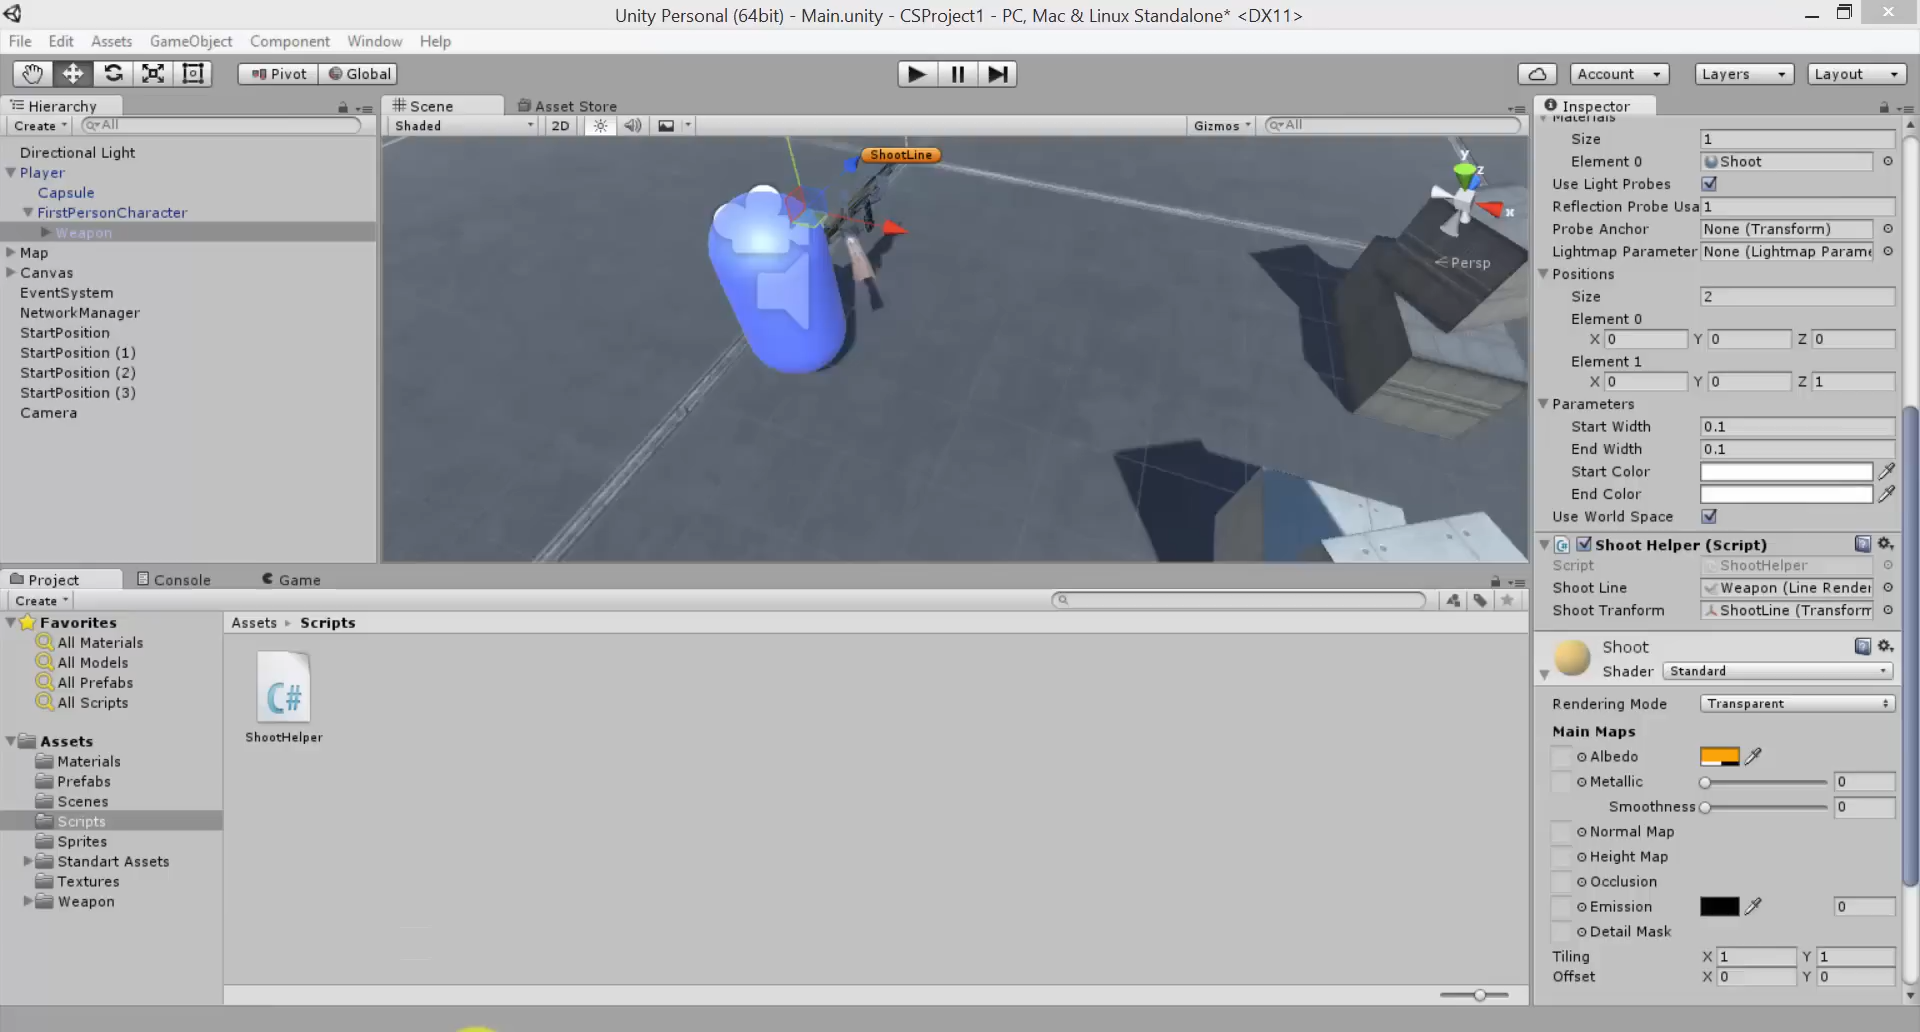 Unity Personal (64bit) - Main.unity - CSProject1 - PC, Mac & Linux Standalone* <DX11>
File Edit Assets GameObject Component Window Help
Pivot Global Account Layers Layout
Hierarchy
Create All
Directional Light
Player
Capsule
FirstPersonCharacter
Weapon
Map
Canvas
EventSystem
NetworkManager
StartPosition
StartPosition (1)
StartPosition (2)
StartPosition (3)
Camera
Scene Asset Store
Shaded 2D Gizmos All
ShootLine
y
z
x
Persp
Inspector
Materials
Size 1
Element 0 Shoot
Use Light Probes
Reflection Probe Usa 1
Probe Anchor None (Transform)
Lightmap Parameter None (Lightmap Parame
Positions
Size 2
Element 0
X 0 Y 0 Z 0
Element 1
X 0 Y 0 Z 1
Parameters
Start Width 0.1
End Width 0.1
Start Color
End Color
Use World Space
Shoot Helper (Script)
Script ShootHelper
Shoot Line Weapon (Line Render
Shoot Tranform ShootLine (Transform
Shoot
Shader Standard
Rendering Mode Transparent
Main Maps
Albedo
Metallic 0
Smoothness 0
Normal Map
Height Map
Occlusion
Emission 0
Detail Mask
Tiling X 1 Y 1
Offset X 0 Y 0
Project Console Game
Create
Favorites
All Materials
All Models
All Prefabs
All Scripts
Assets
Materials
Prefabs
Scenes
Scripts
Sprites
Standart Assets
Textures
Weapon
Assets Scripts
C#
ShootHelper